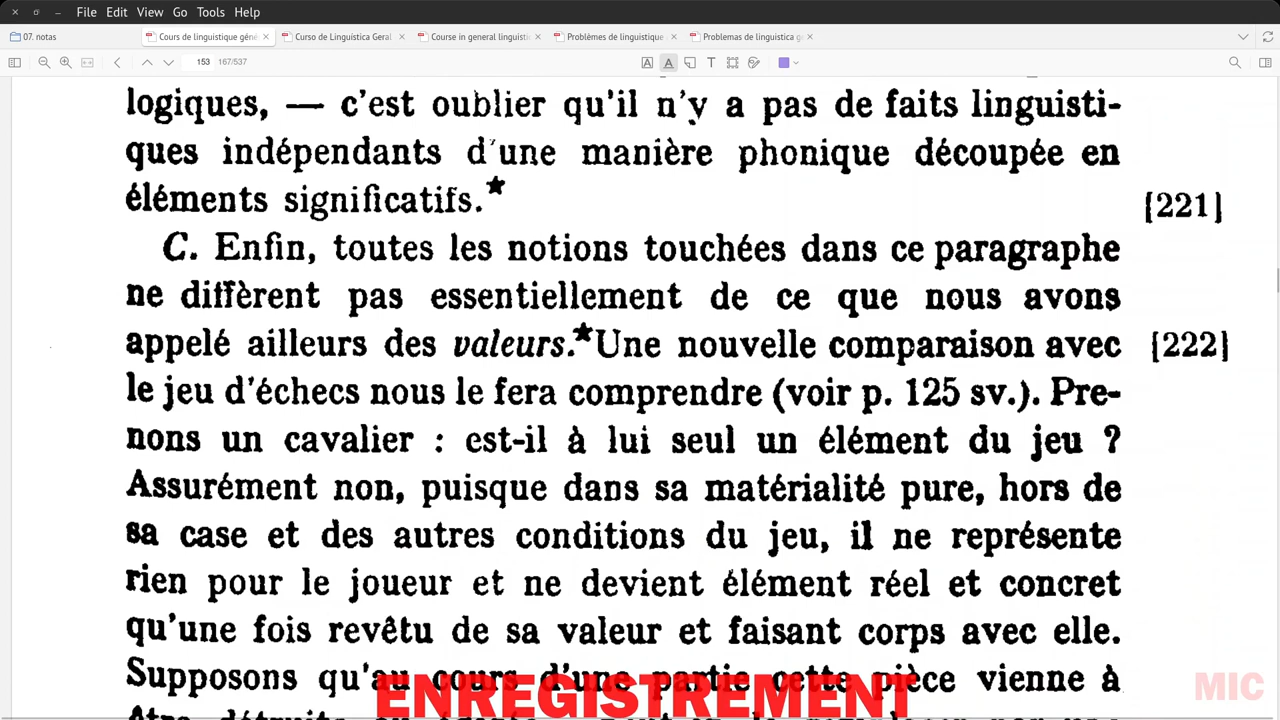 File Edit View Go Tools Help
07. notas
Cours de linguistique géné
Curso de Linguística Geral
Course in general linguisti
Problèmes de linguistique
Problemas de linguistica g
153 167/537
logiques, — c'est oublier qu'il n'y a pas de faits linguisti-
ques indépendants d'une manière phonique découpée en
éléments significatifs.★ [221]
C. Enfin, toutes les notions touchées dans ce paragraphe
ne diffèrent pas essentiellement de ce que nous avons
appelé ailleurs des valeurs.★ Une nouvelle comparaison avec [222]
le jeu d'échecs nous le fera comprendre (voir p. 125 sv.). Pre-
nons un cavalier : est-il à lui seul un élément du jeu ?
Assurément non, puisque dans sa matérialité pure, hors de
sa case et des autres conditions du jeu, il ne représente
rien pour le joueur et ne devient élément réel et concret
qu'une fois revêtu de sa valeur et faisant corps avec elle.
Supposons qu'au cours d'une partie cette pièce vienne à
ENREGISTREMENT
MIC